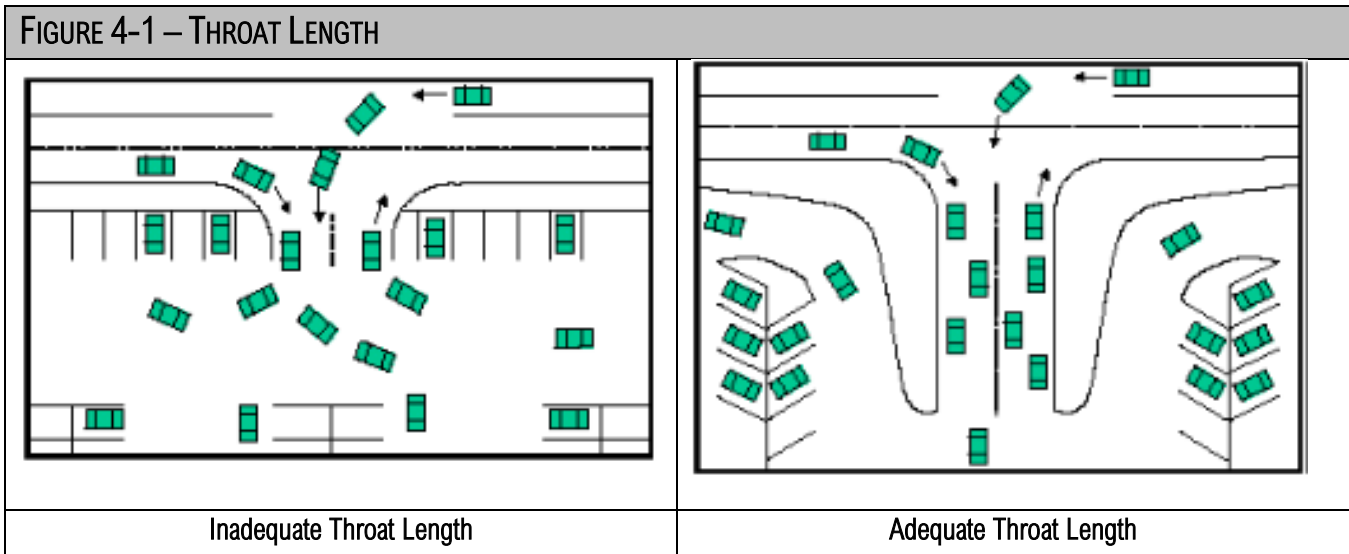 FIGURE 4-1 – THROAT LENGTH
Inadequate Throat Length
Adequate Throat Length